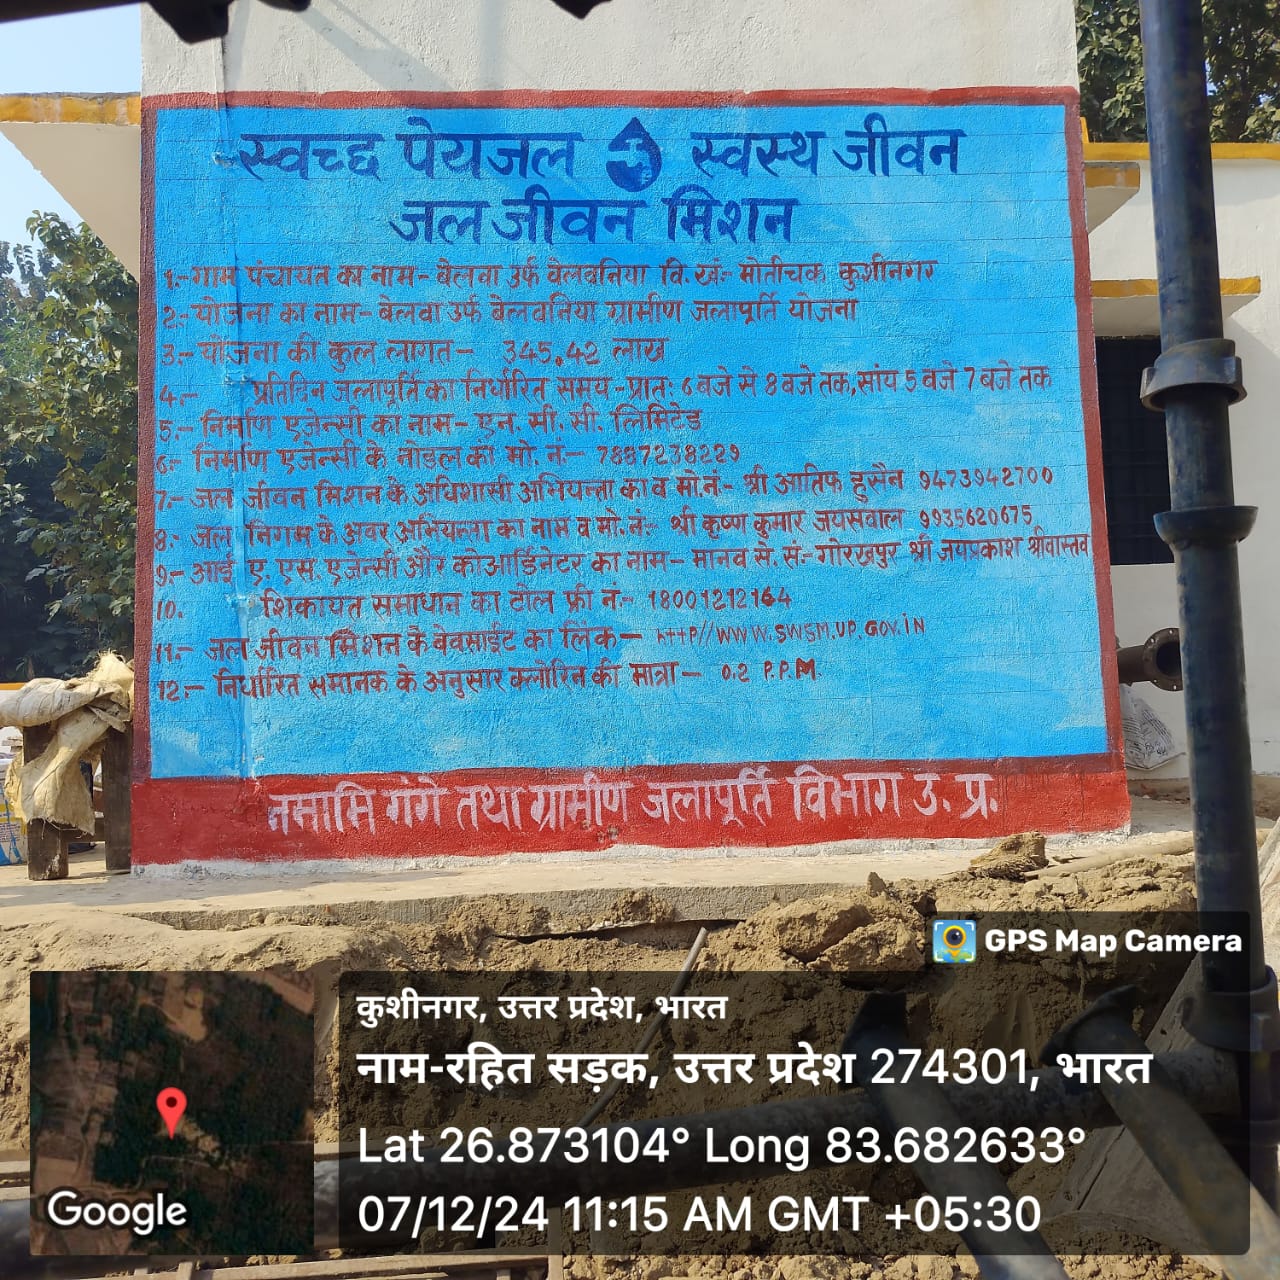 स्वच्छ पेयजल स्वस्थ जीवन
जल जीवन मिशन
1:- गाम पंचायत का नाम- बेलवा उर्फ बेलवनिया वि. खं:- मोतीचक कुशीनगर
2:- योजना का नाम- बेलवा उर्फ बेलवनिया ग्रामीण जलापूर्ति योजना
3:- योजना की कुल लागत- 345.42 लाख
4:- प्रतिदिन जलापूर्ति का निर्धारित समय-प्रात: 6 बजे से 8 बजे तक, सांय 5 वजे 7 बजे तक
5:- निर्माण एजेन्सी का नाम- एन. सी. सी. लिमिटेड
6:- निर्माण एजेन्सी के नोडल का मो. नं:- 7887238229
7:- जल जीवन मिशन के अधिशासी अभियन्ता का व मो.नं- श्री आतिफ हुसैन 9473942700
8:- जल निगम के अवर अभियन्ता का नाम व मो. नं:- श्री कृष्ण कुमार जयसवाल 9935620675
9:- आई ए. एस. एजेन्सी और कोआर्डिनेटर का नाम- मानव से. सं:- गोरखपुर श्री जयप्रकाश श्रीवास्तव
10. शिकायत समाधान का टोल फ्री नं:- 18001212164
11:- जल जीवन मिशन के बेवसाईट का लिंक- http//WWW.SWSM.UP.GOV.iN
12:- निर्धारित समानक के अनुसार क्लोरिन की मात्रा- 0.2 P.P.M.
नमामि गंगे तथा ग्रामीण जलापूर्ति विभाग उ. प्र.
GPS Map Camera
कुशीनगर, उत्तर प्रदेश, भारत
नाम-रहित सड़क, उत्तर प्रदेश 274301, भारत
Lat 26.873104° Long 83.682633°
07/12/24 11:15 AM GMT +05:30
Google